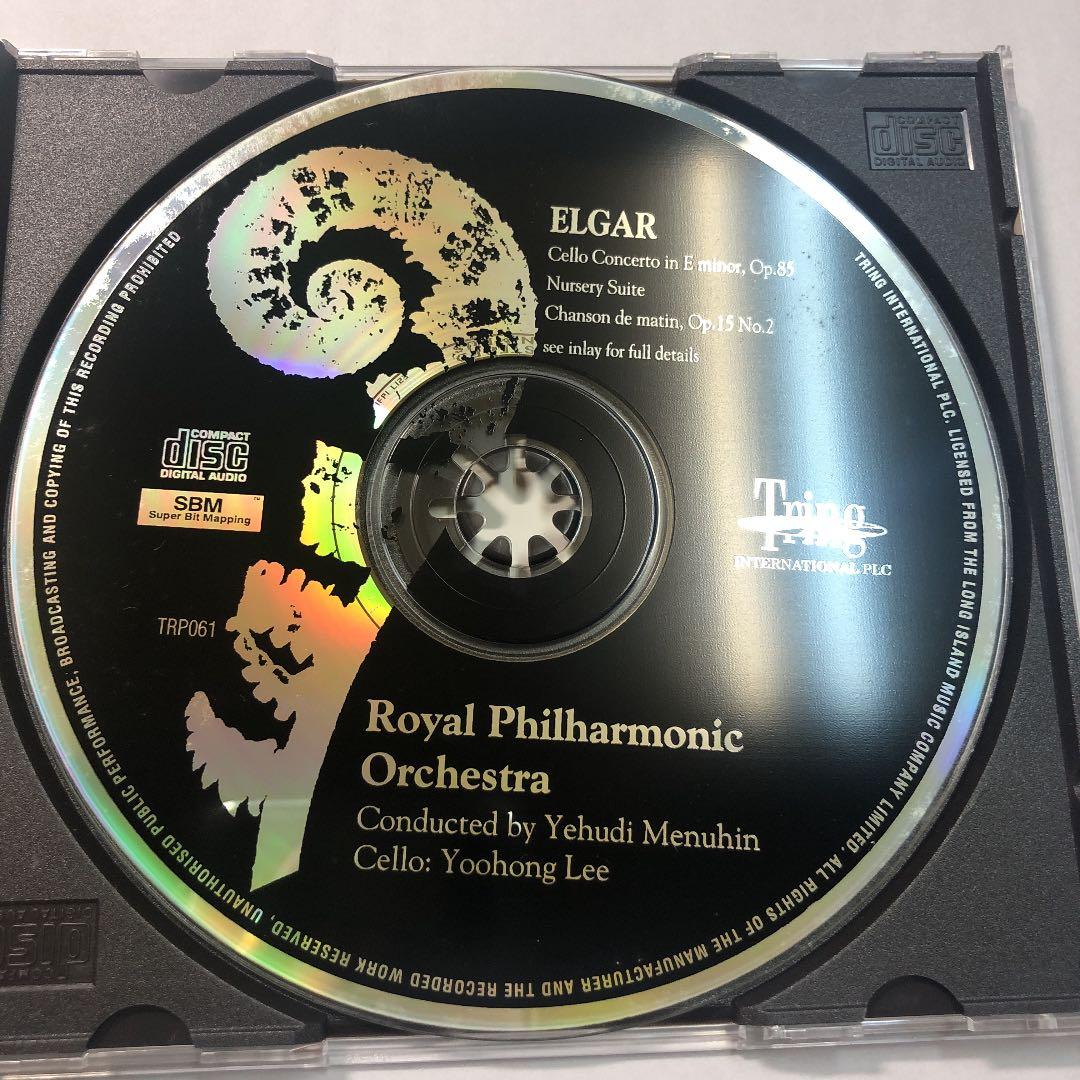 ELGAR
Cello Concerto in E minor, Op.85
Nursery Suite
Chanson de matin, Op.15 No.2
see inlay for full details
COMPACT
disc
DIGITAL AUDIO
SBM™
Super Bit Mapping
TRP061
Tring
INTERNATIONAL PLC
Royal Philharmonic
Orchestra
Conducted by Yehudi Menuhin
Cello: Yoohong Lee
TRING INTERNATIONAL PLC. LICENSED FROM THE LONG ISLAND MUSIC COMPANY LIMITED. ALL RIGHTS OF THE MANUFACTURER AND THE RECORDED WORK RESERVED, UNAUTHORISED PUBLIC PERFORMANCE, BROADCASTING AND COPYING OF THIS RECORDING PROHIBITED
COMPACT
disc
DIGITAL AUDIO